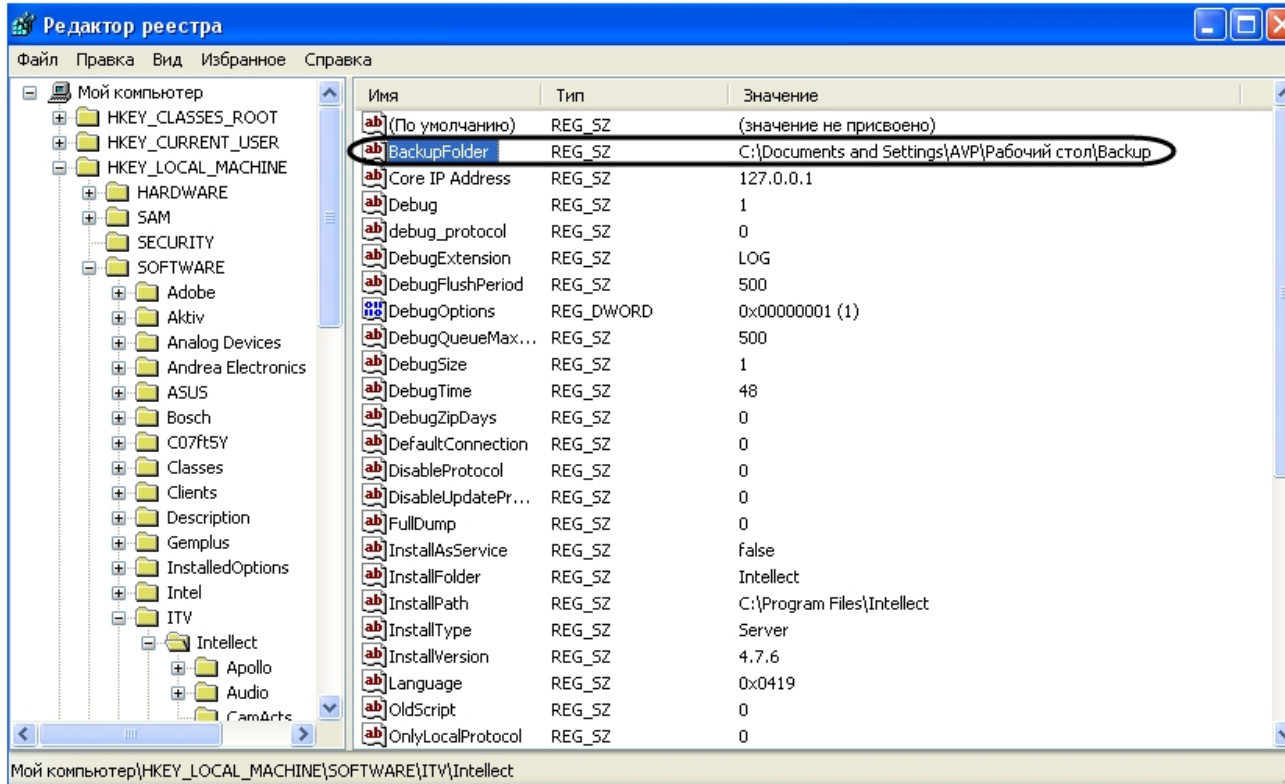 Редактор реестра
Файл Правка Вид Избранное Справка
Мой компьютер
HKEY_CLASSES_ROOT
HKEY_CURRENT_USER
HKEY_LOCAL_MACHINE
HARDWARE
SAM
SECURITY
SOFTWARE
Adobe
Aktiv
Analog Devices
Andrea Electronics
ASUS
Bosch
C07ft5Y
Classes
Clients
Description
Gemplus
InstalledOptions
Intel
ITV
Intellect
Apollo
Audio
CamActs
Имя Тип Значение
(По умолчанию) REG_SZ (значение не присвоено)
BackupFolder REG_SZ C:\Documents and Settings\AVP\Рабочий стол\Backup
Core IP Address REG_SZ 127.0.0.1
Debug REG_SZ 1
debug_protocol REG_SZ 0
DebugExtension REG_SZ LOG
DebugFlushPeriod REG_SZ 500
DebugOptions REG_DWORD 0x00000001 (1)
DebugQueueMax... REG_SZ 500
DebugSize REG_SZ 1
DebugTime REG_SZ 48
DebugZipDays REG_SZ 0
DefaultConnection REG_SZ 0
DisableProtocol REG_SZ 0
DisableUpdatePr... REG_SZ 0
FullDump REG_SZ 0
InstallAsService REG_SZ false
InstallFolder REG_SZ Intellect
InstallPath REG_SZ C:\Program Files\Intellect
InstallType REG_SZ Server
InstallVersion REG_SZ 4.7.6
Language REG_SZ 0x0419
OldScript REG_SZ 0
OnlyLocalProtocol REG_SZ 0
Мой компьютер\HKEY_LOCAL_MACHINE\SOFTWARE\ITV\Intellect